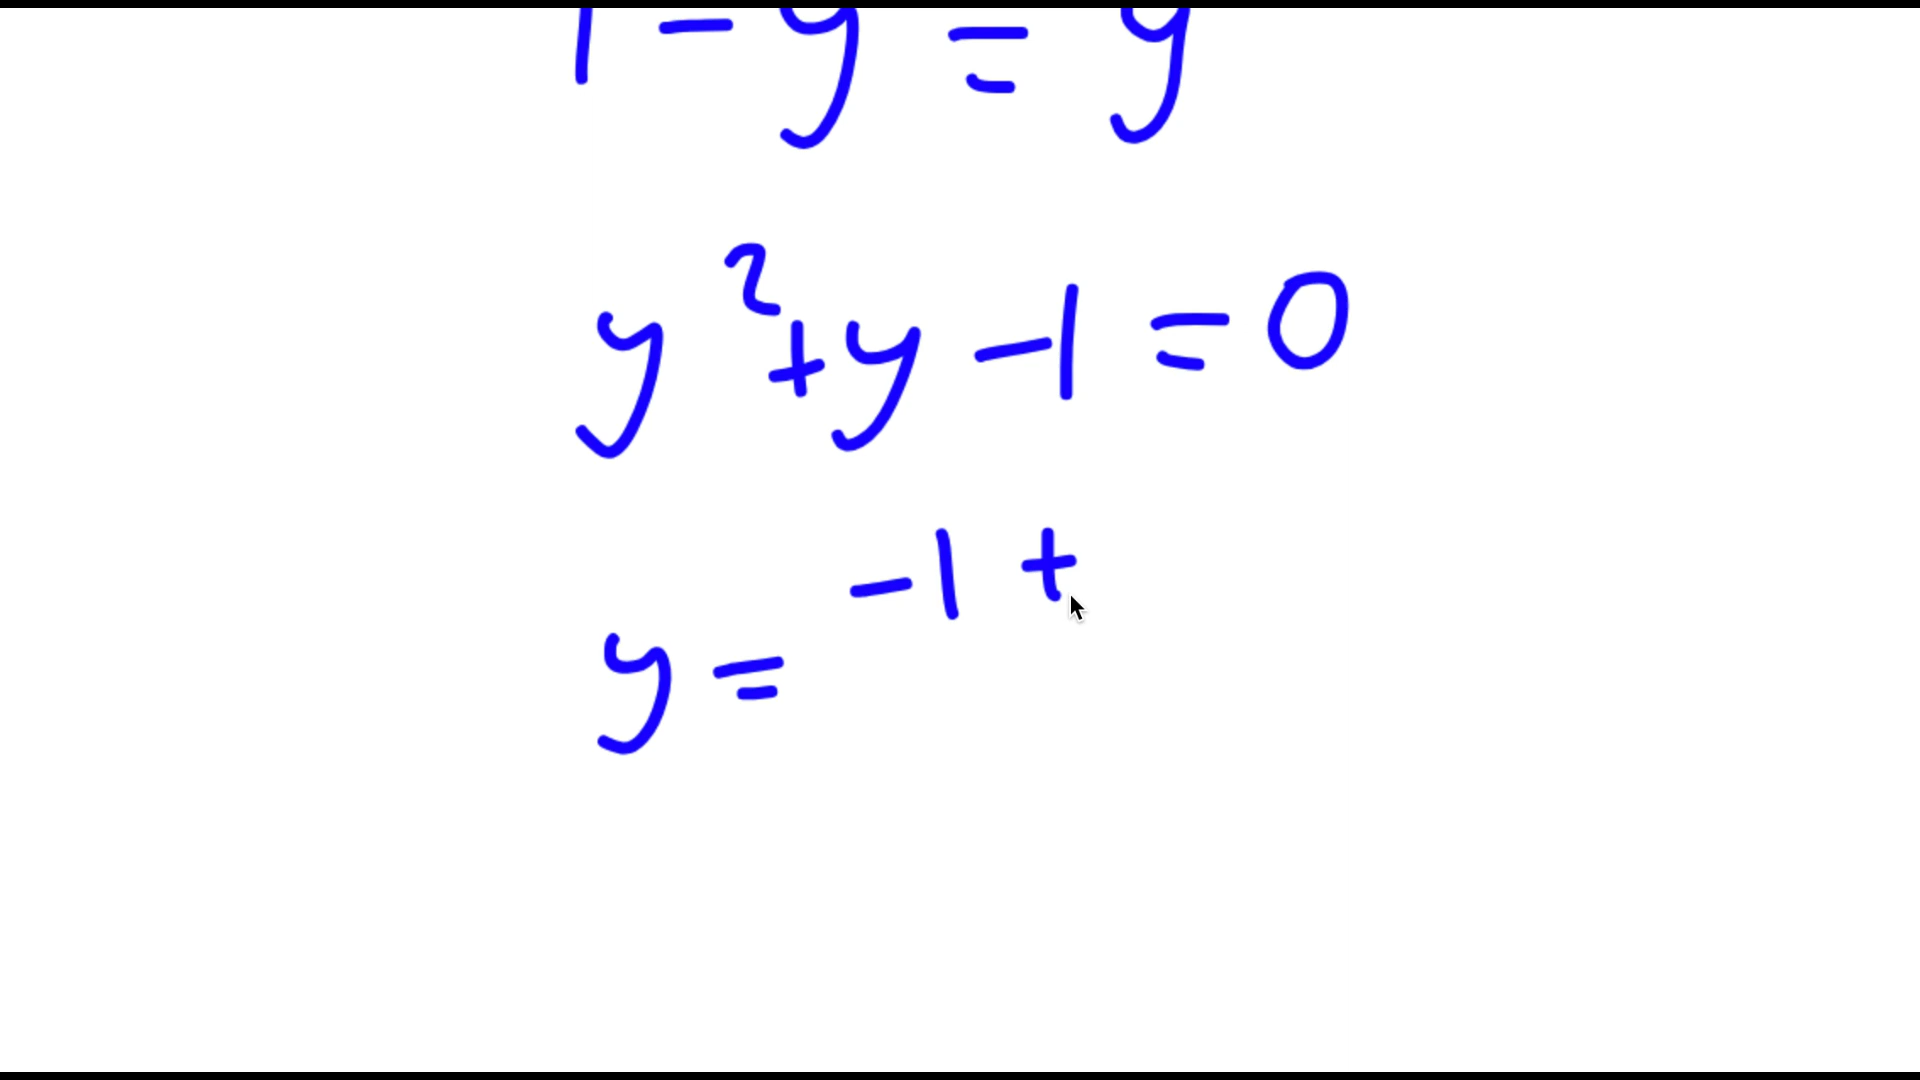 1 - y = y
y² + y - 1 = 0
y = -1 +